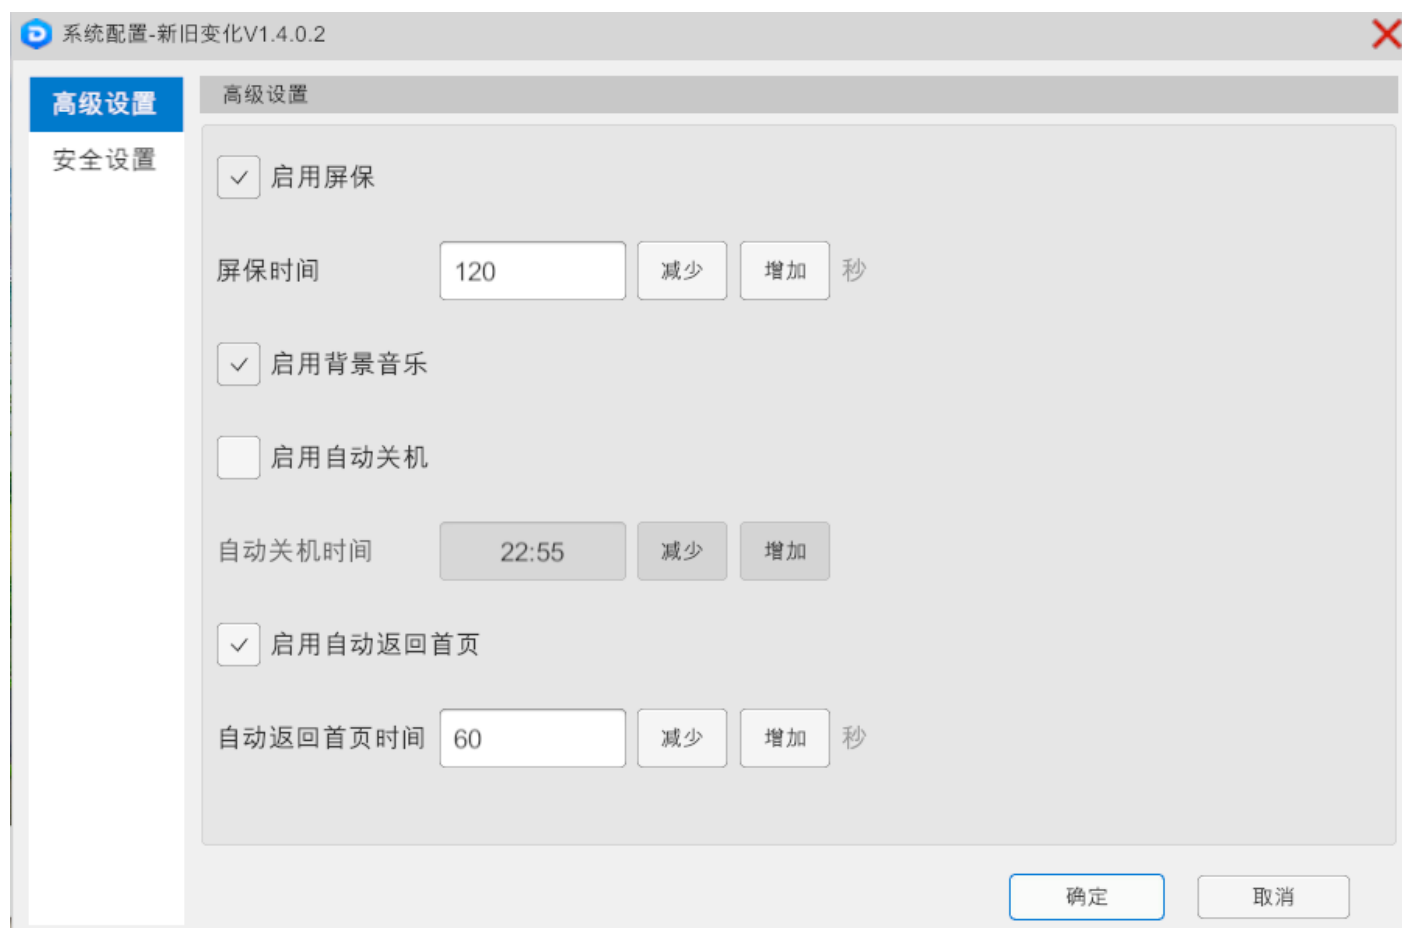 系统配置-新旧变化V1.4.0.2
高级设置
安全设置
高级设置
启用屏保
屏保时间 120 减少 增加 秒
启用背景音乐
启用自动关机
自动关机时间 22:55 减少 增加
启用自动返回首页
自动返回首页时间 60 减少 增加 秒
确定 取消